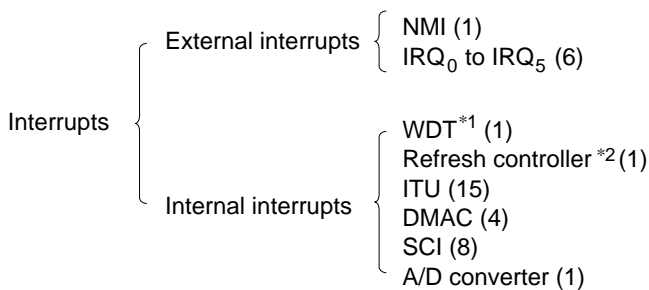 External interrupts
NMI (1)
IRQ0 to IRQ5 (6)
Interrupts
Internal interrupts
WDT*1 (1)
Refresh controller *2 (1)
ITU (15)
DMAC (4)
SCI (8)
A/D converter (1)